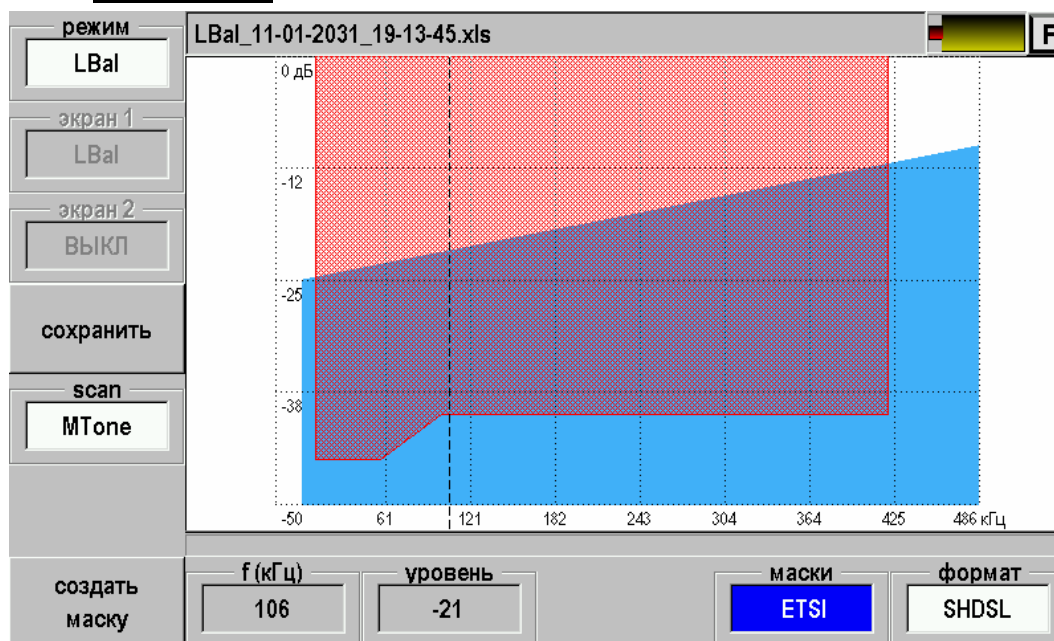 режим
LBal_11-01-2031_19-13-45.xls
F
LBal
0 дБ
экран 1
LBal
-12
экран 2
ВЫКЛ
-25
сохранить
scan
-38
MTone
-50 61 121 182 243 304 364 425 486 кГц
создать
маску
f (кГц) уровень маски формат
106 -21 ETSI SHDSL